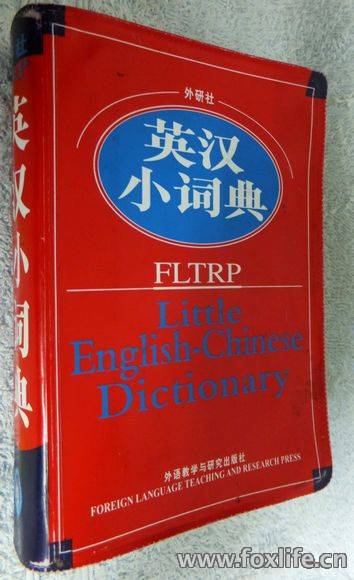 外研社
英汉
小词典
FLTRP
Little
English-Chinese
Dictionary
外语教学与研究出版社
FOREIGN LANGUAGE TEACHING AND RESEARCH PRESS
英汉小词典
www.foxlife.cn